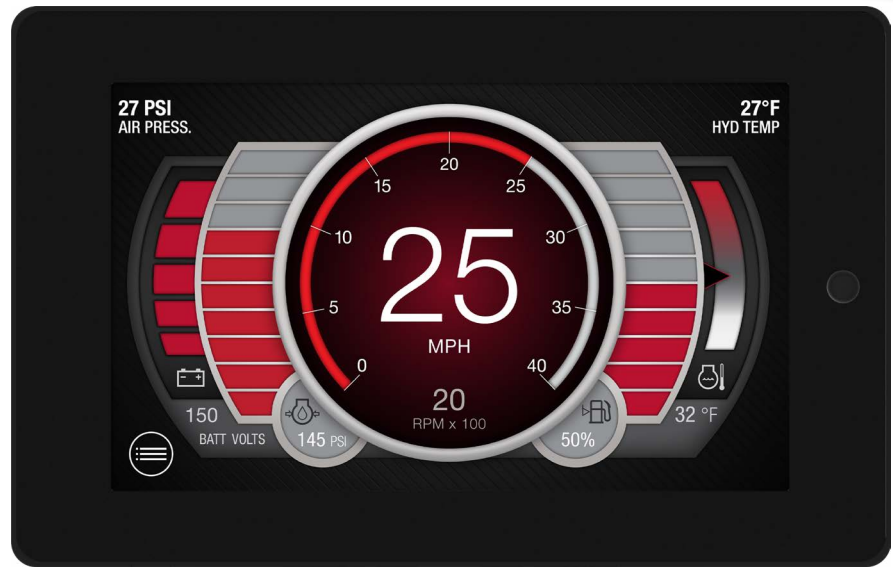 27 PSI
AIR PRESS.
27°F
HYD TEMP
20
15
25
10
30
5
35
0
40
25
MPH
20
RPM x 100
150
BATT VOLTS
145 PSI
50%
32 °F